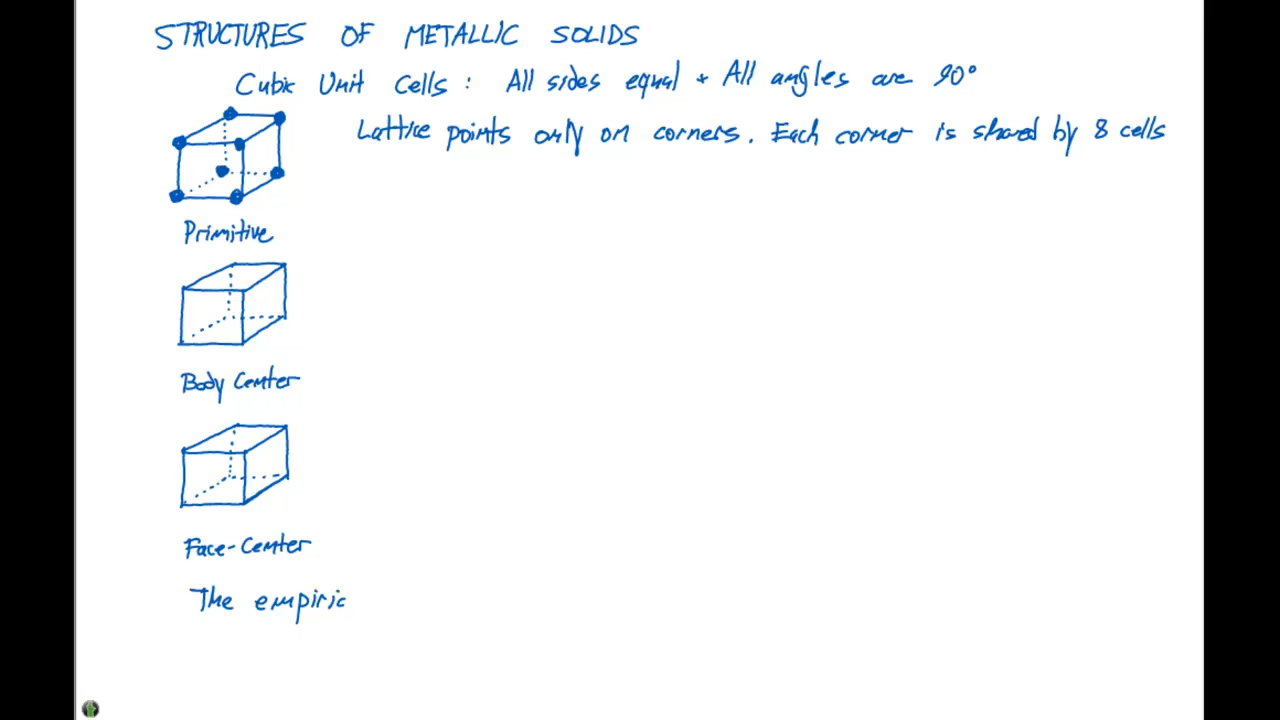 STRUCTURES OF METALLIC SOLIDS
Cubic Unit Cells : All sides equal + All angles are 90°
Lattice points only on corners. Each corner is shared by 8 cells
Primitive
Body Center
Face-Center
The empiric